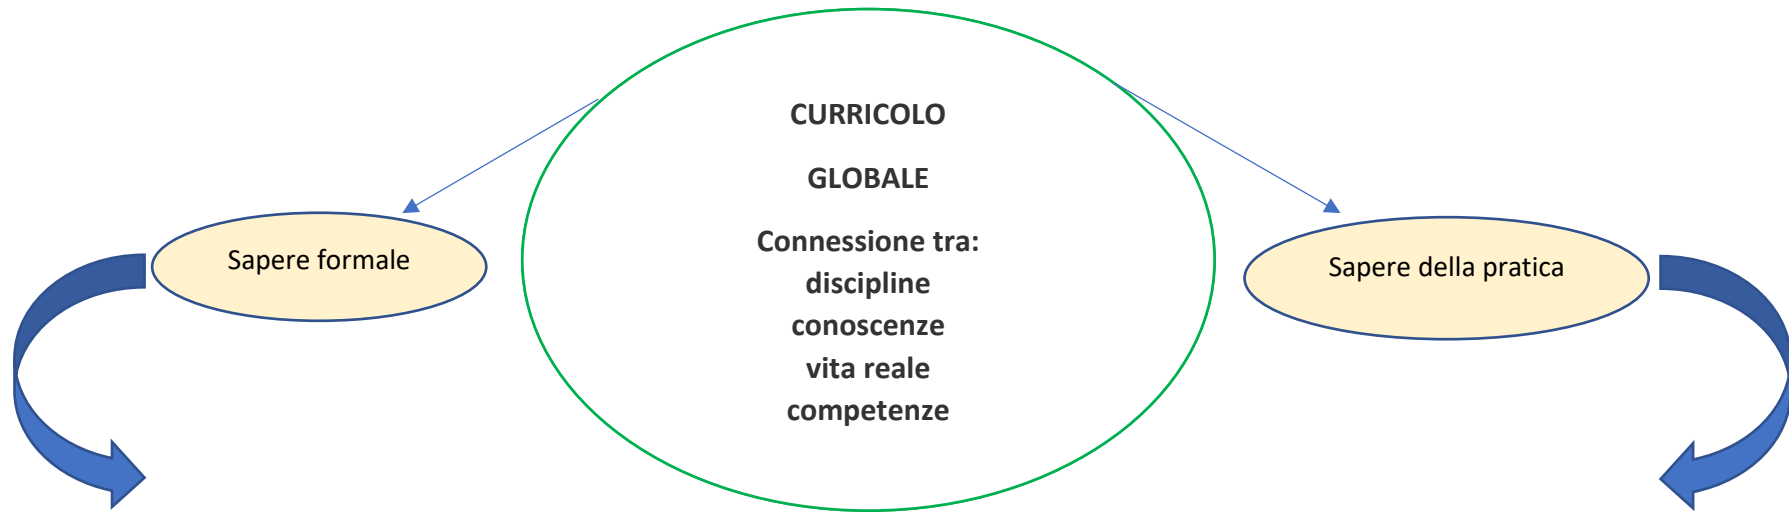 CURRICOLO
GLOBALE
Connessione tra:
discipline
conoscenze
vita reale
competenze
Sapere formale
Sapere della pratica